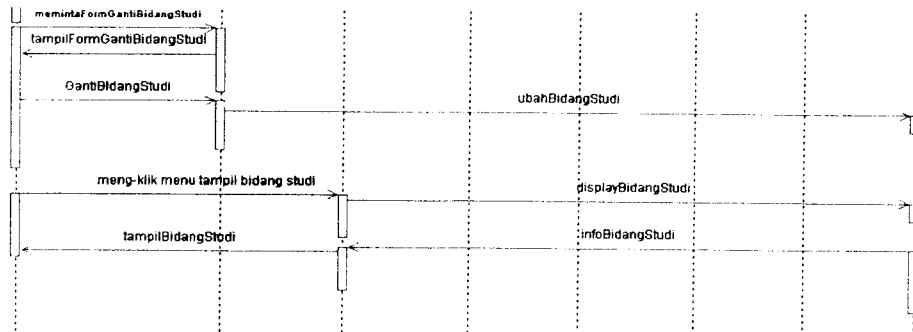 memintaFormGantiBidangStudi
tampilFormGantiBidangStudi
GantiBidangStudi
ubahBidangStudi
meng-klik menu tampil bidang studi
displayBidangStudi
tampilBidangStudi
infoBidangStudi